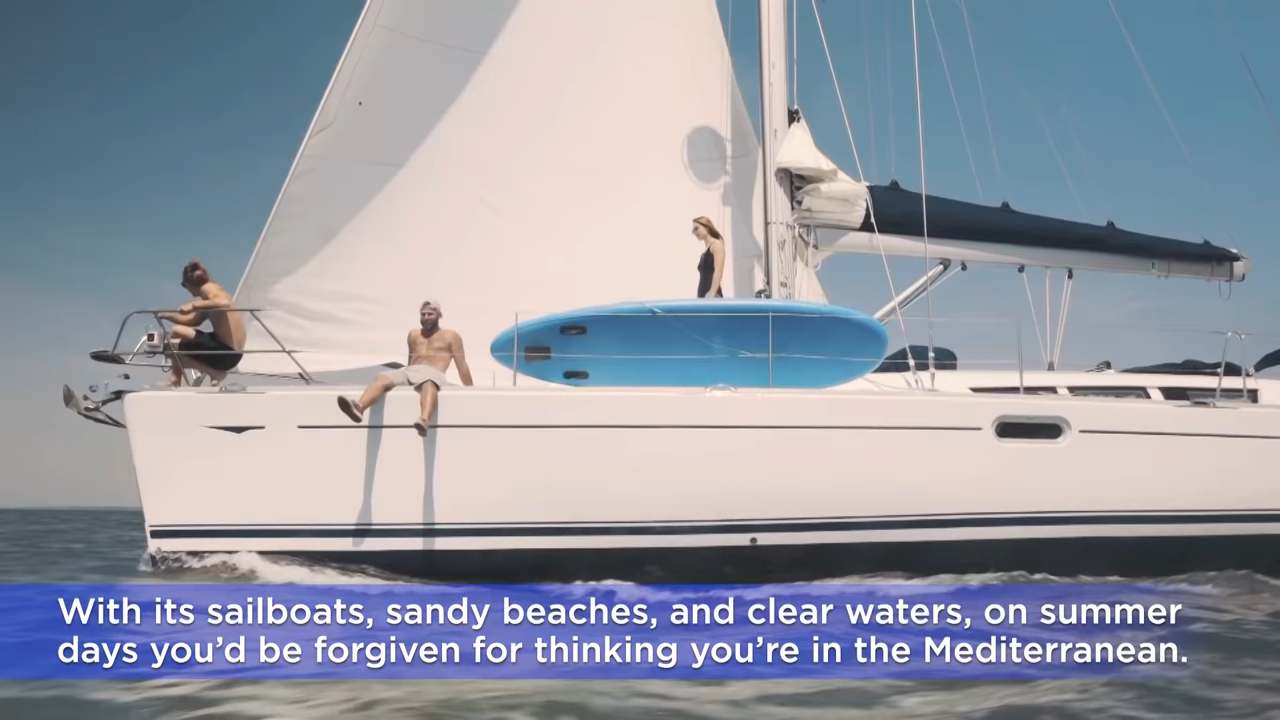 With its sailboats, sandy beaches, and clear waters, on summer
days you’d be forgiven for thinking you’re in the Mediterranean.